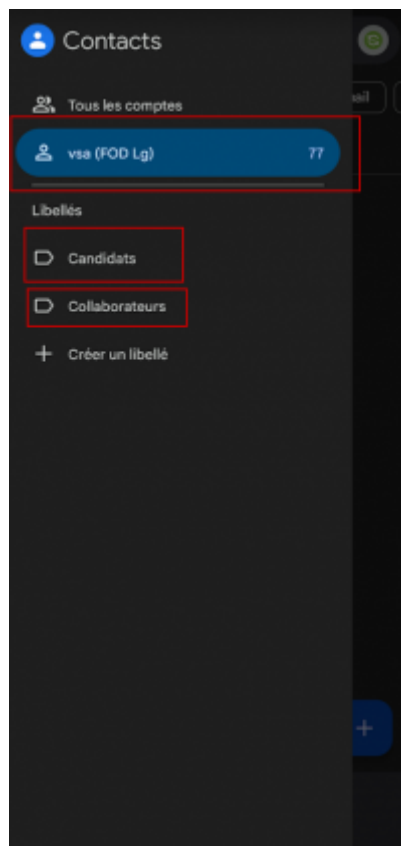 Contacts
Tous les comptes
vsa (FOD Lg) 77
Libellés
Candidats
Collaborateurs
Créer un libellé